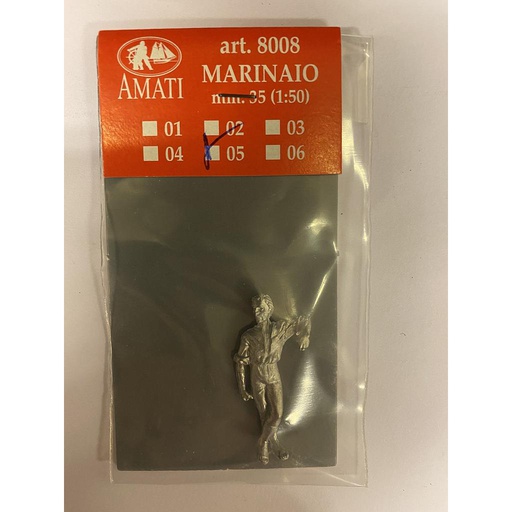 AMATI
art. 8008
MARINAIO
mm. 35 (1:50)
01 02 03
04 05 06